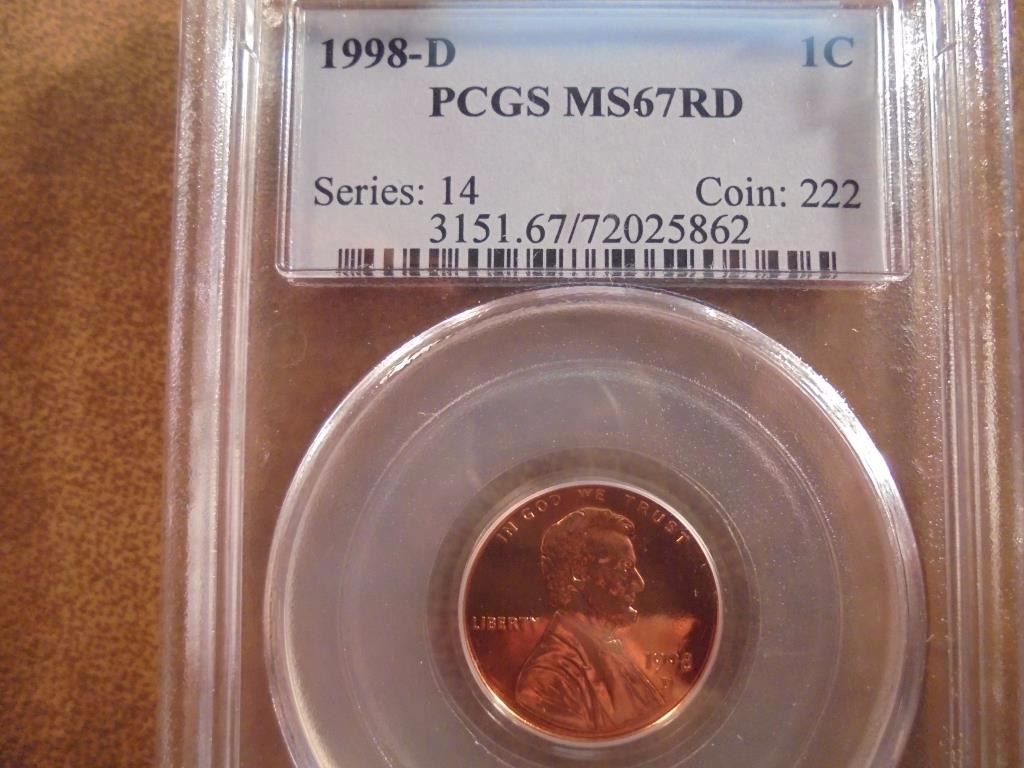 1998-D 1C
PCGS MS67RD
Series: 14 Coin: 222
3151.67/72025862
IN GOD WE TRUST
LIBERTY
1998
D